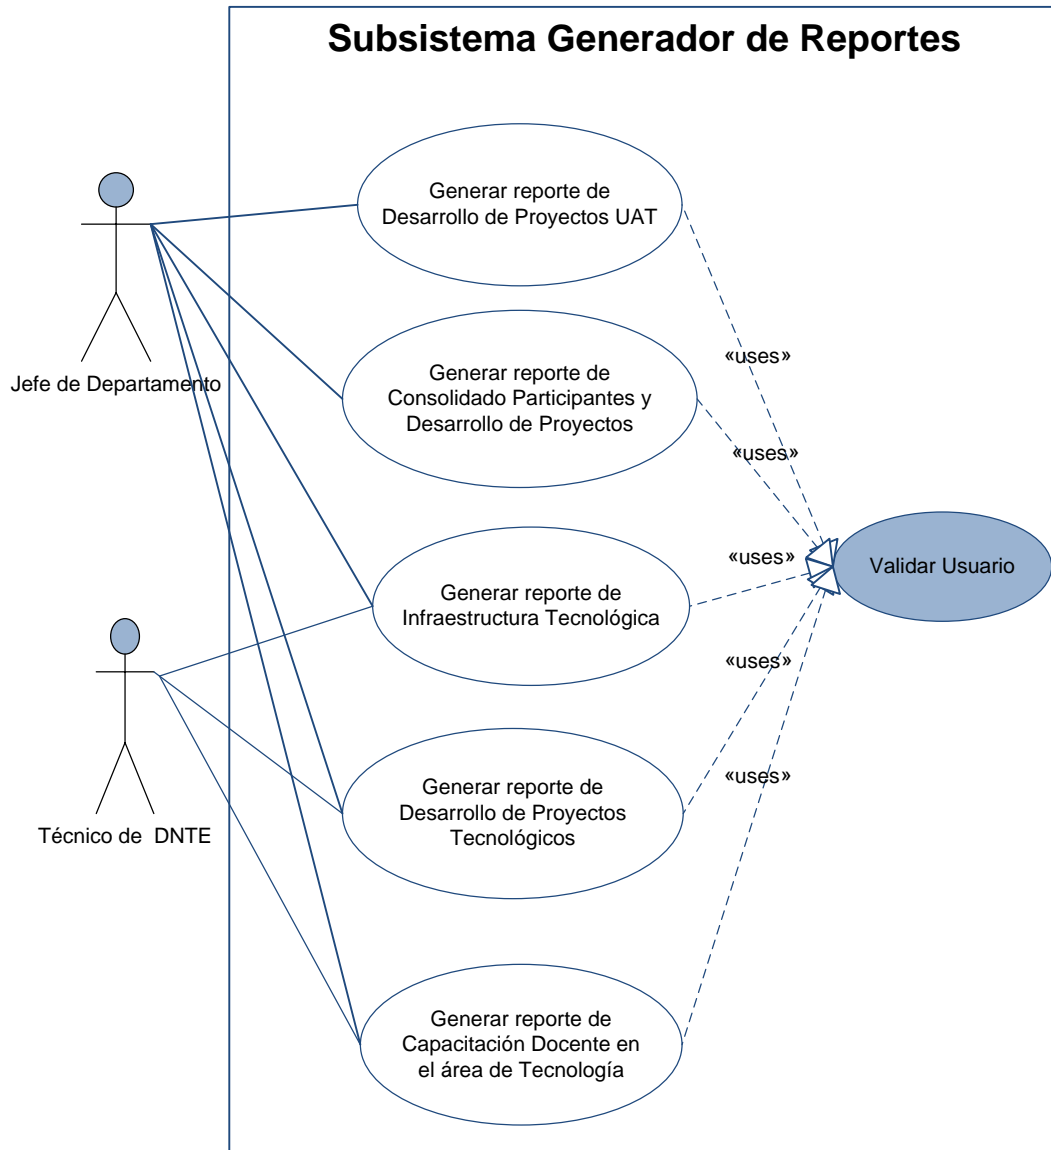 Subsistema Generador de Reportes
Generar reporte de
Desarrollo de Proyectos UAT
Jefe de Departamento
«uses»
Generar reporte de
Consolidado Participantes y
Desarrollo de Proyectos
«uses»
«uses»
Validar Usuario
Generar reporte de
Infraestructura Tecnológica
«uses»
Técnico de  DNTE
Generar reporte de
Desarrollo de Proyectos
Tecnológicos
«uses»
Generar reporte de
Capacitación Docente en
el área de Tecnología